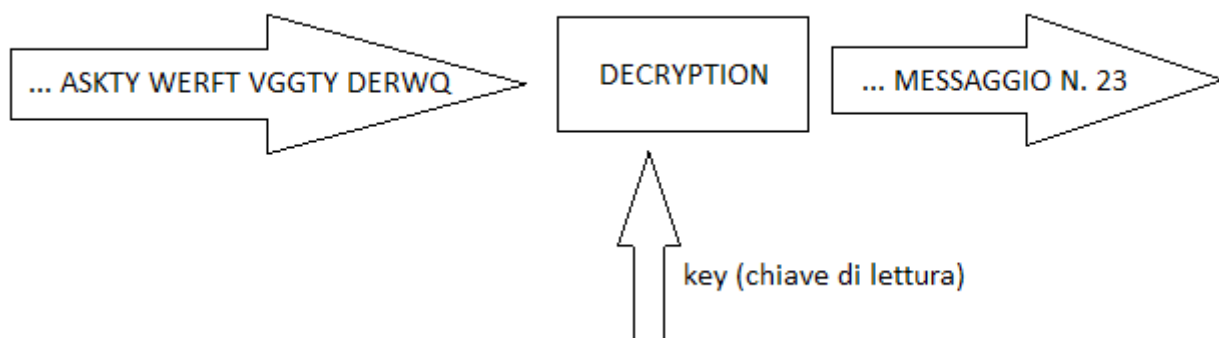 ... ASKTY WERFT VGGTY DERWQ
DECRYPTION
... MESSAGGIO N. 23
key (chiave di lettura)